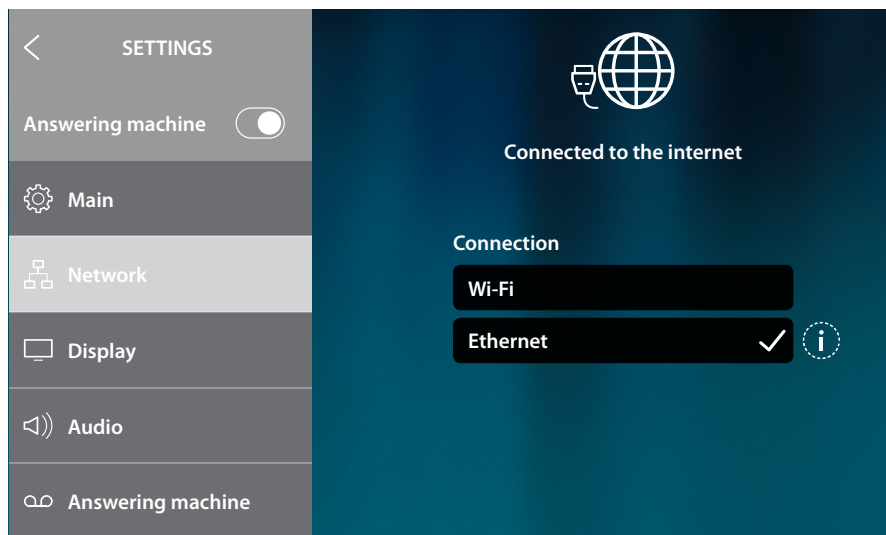 SETTINGS
Answering machine
Main
Network
Display
Audio
Answering machine
Connected to the internet
Connection
Wi-Fi
Ethernet
i